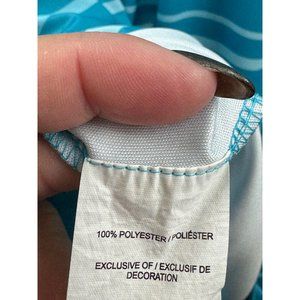 100% POLYESTER / POLIÉSTER
EXCLUSIVE OF / EXCLUSIF DE
DECORATION